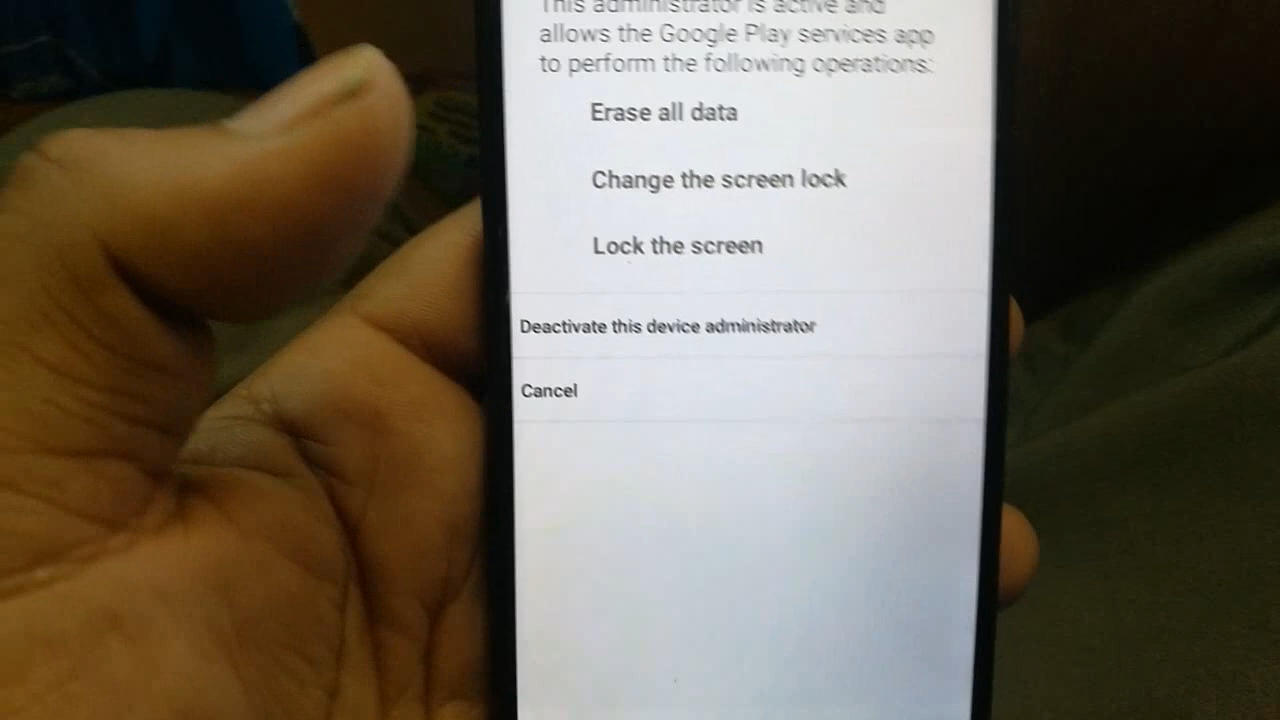 This administrator is active and
allows the Google Play services app
to perform the following operations:
Erase all data
Change the screen lock
Lock the screen
Deactivate this device administrator
Cancel